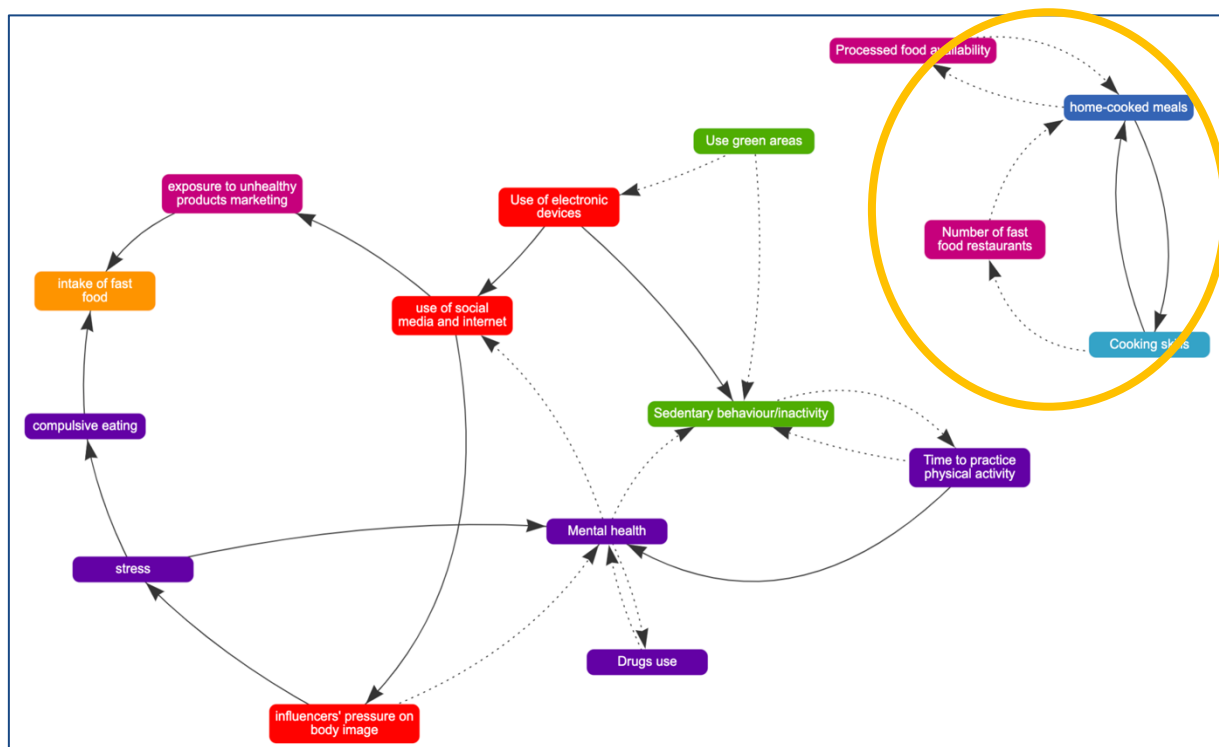 Processed food availability
home-cooked meals
Use green areas
exposure to unhealthy
products marketing
Use of electronic
devices
Number of fast
food restaurants
intake of fast
food
use of social
media and internet
Cooking skills
Sedentary behaviour/inactivity
compulsive eating
Time to practice
physical activity
Mental health
stress
Drugs use
influencers' pressure on
body image